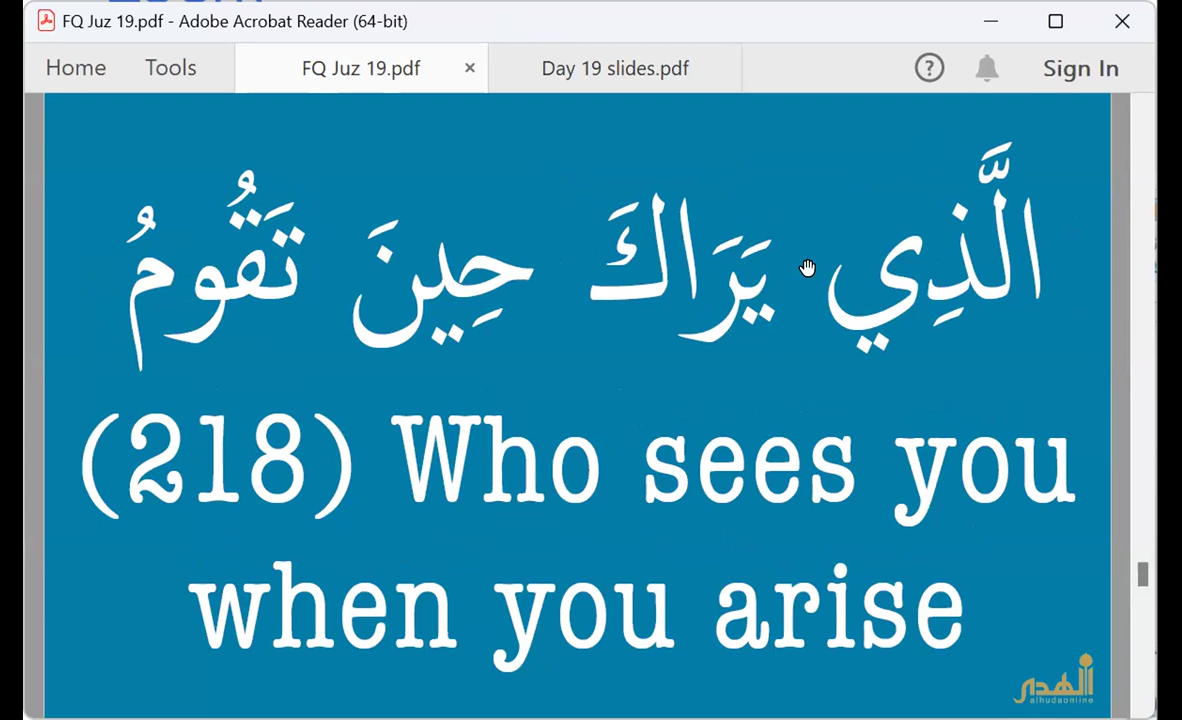 FQ Juz 19.pdf - Adobe Acrobat Reader (64-bit)
Home Tools FQ Juz 19.pdf Day 19 slides.pdf Sign In
الَّذِي يَرَاكَ حِينَ تَقُومُ
(218) Who sees you
when you arise
الهدى
alhudaonline